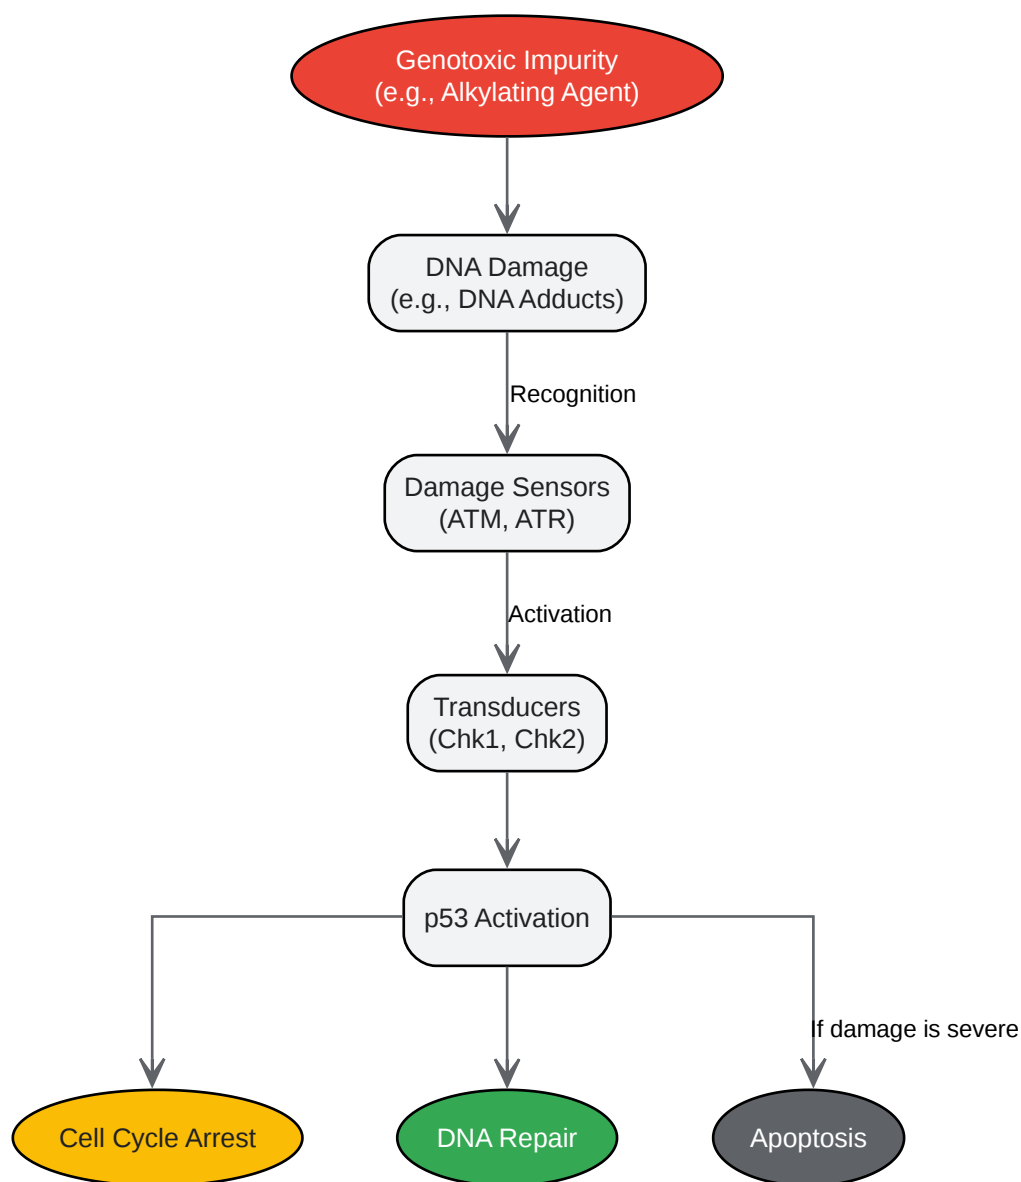 Genotoxic Impurity
(e.g., Alkylating Agent)
DNA Damage
(e.g., DNA Adducts)
Recognition
Damage Sensors
(ATM, ATR)
Activation
Transducers
(Chk1, Chk2)
p53 Activation
If damage is severe
Cell Cycle Arrest
DNA Repair
Apoptosis